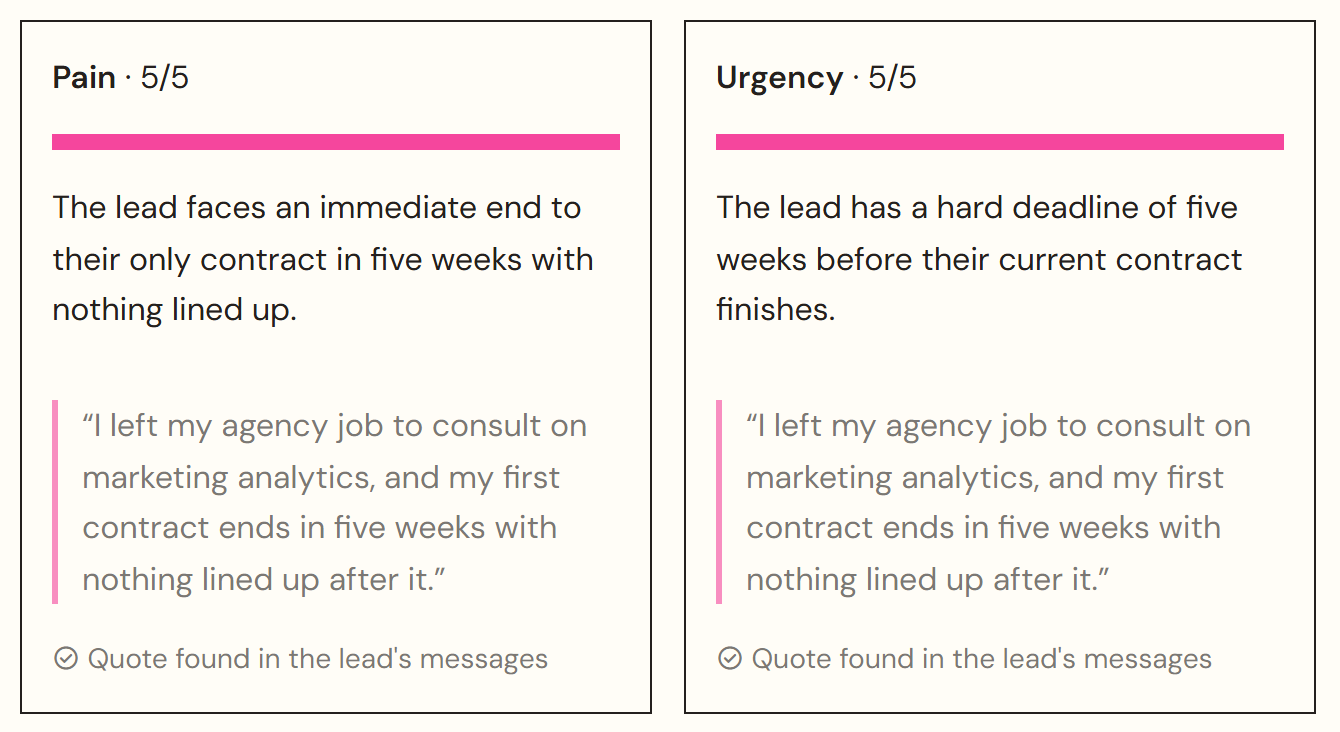 Pain · 5/5
The lead faces an immediate end to
their only contract in five weeks with
nothing lined up.
“I left my agency job to consult on
marketing analytics, and my first
contract ends in five weeks with
nothing lined up after it.”
Quote found in the lead's messages
Urgency · 5/5
The lead has a hard deadline of five
weeks before their current contract
finishes.
“I left my agency job to consult on
marketing analytics, and my first
contract ends in five weeks with
nothing lined up after it.”
Quote found in the lead's messages